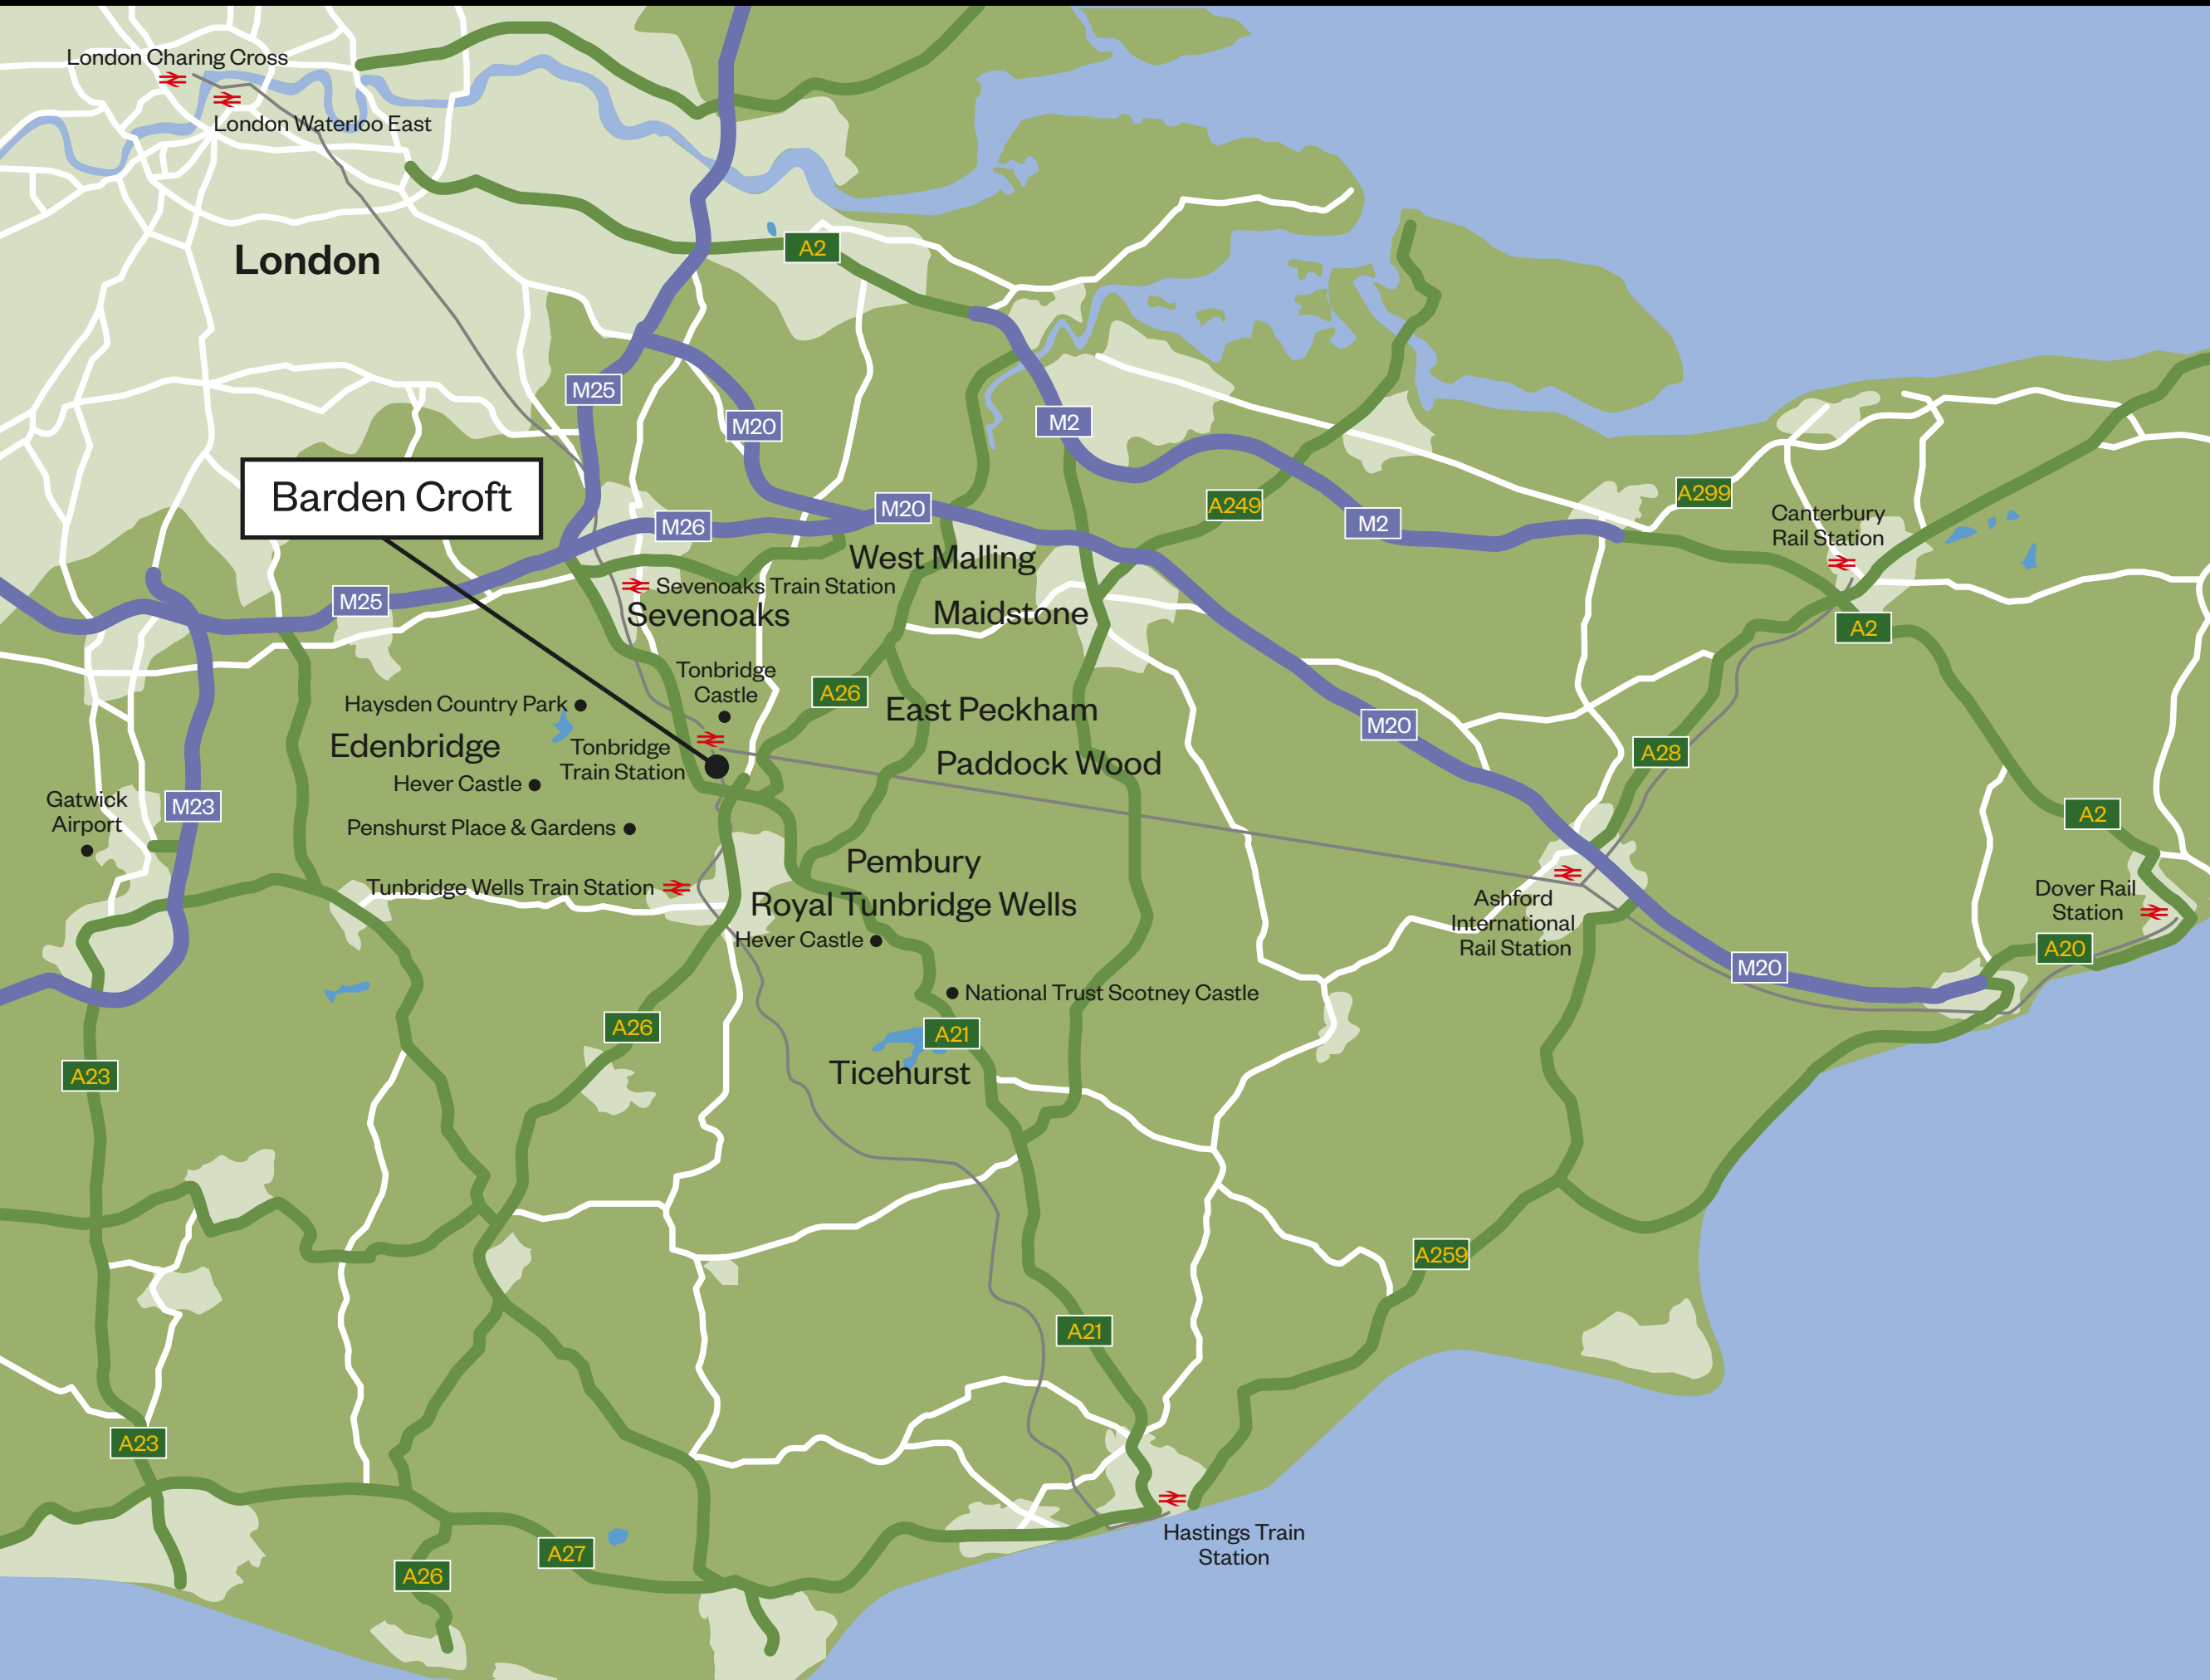 London Charing Cross
London Waterloo East
London
A2
M25
M20
M2
Barden Croft
M26
M20
A249
M2
A299
Canterbury
Rail Station
West Malling
Sevenoaks Train Station
Sevenoaks
M25
Maidstone
A2
Tonbridge
Castle
A26
Haysden Country Park
East Peckham
M20
Edenbridge
Tonbridge
Train Station
Paddock Wood
A28
Hever Castle
Gatwick
Airport
M23
A2
Penshurst Place & Gardens
Pembury
Tunbridge Wells Train Station
Royal Tunbridge Wells
Ashford
International
Rail Station
Dover Rail
Station
Hever Castle
A20
M20
National Trust Scotney Castle
A26
A21
Ticehurst
A23
A259
A21
A23
Hastings Train
Station
A27
A26